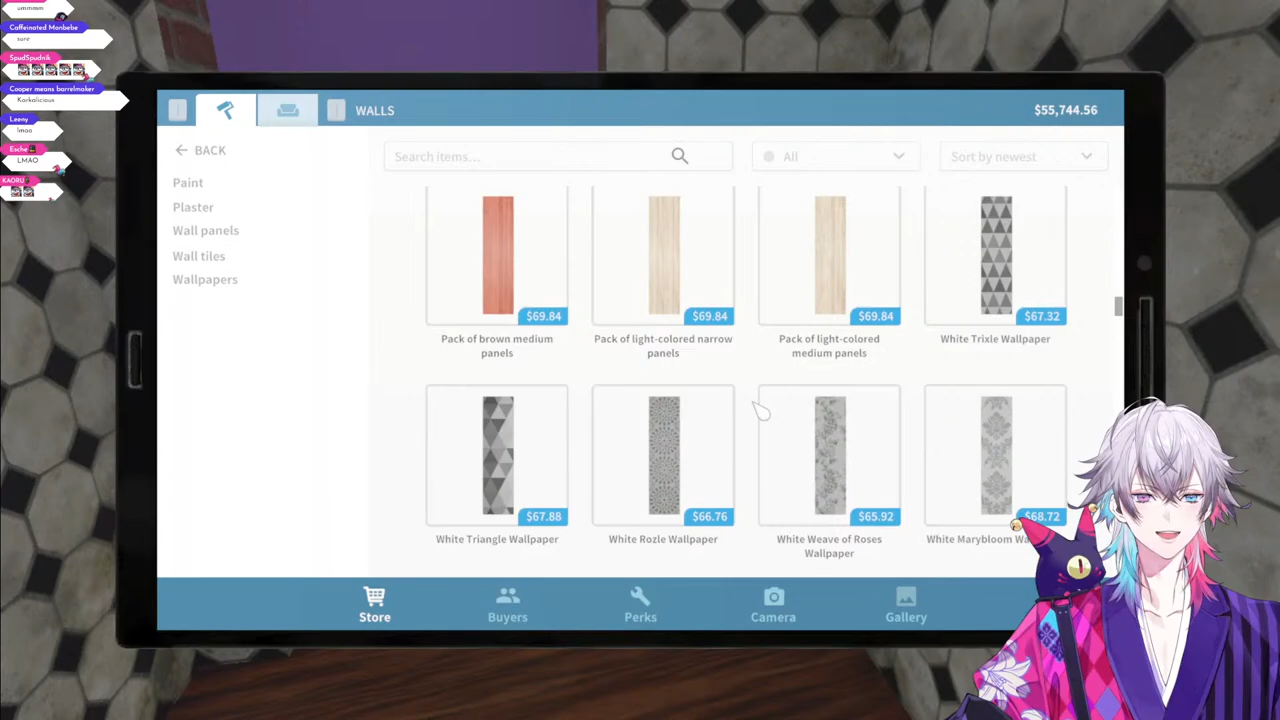 ummmm
Caffeinated Monbebe
sure
SpudSpudnik
Cooper means barrelmaker
Karkalicious
Leeny
lmao
Esche
LMAO
KAORU
WALLS
$55,744.56
BACK
Search items...
All
Sort by newest
Paint
Plaster
Wall panels
Wall tiles
Wallpapers
$69.84
$69.84
$69.84
$67.32
Pack of brown medium
panels
Pack of light-colored narrow
panels
Pack of light-colored
medium panels
White Trixle Wallpaper
$67.88
$66.76
$65.92
$68.72
White Triangle Wallpaper
White Rozle Wallpaper
White Weave of Roses
Wallpaper
White Marybloom
Store
Buyers
Perks
Camera
Gallery